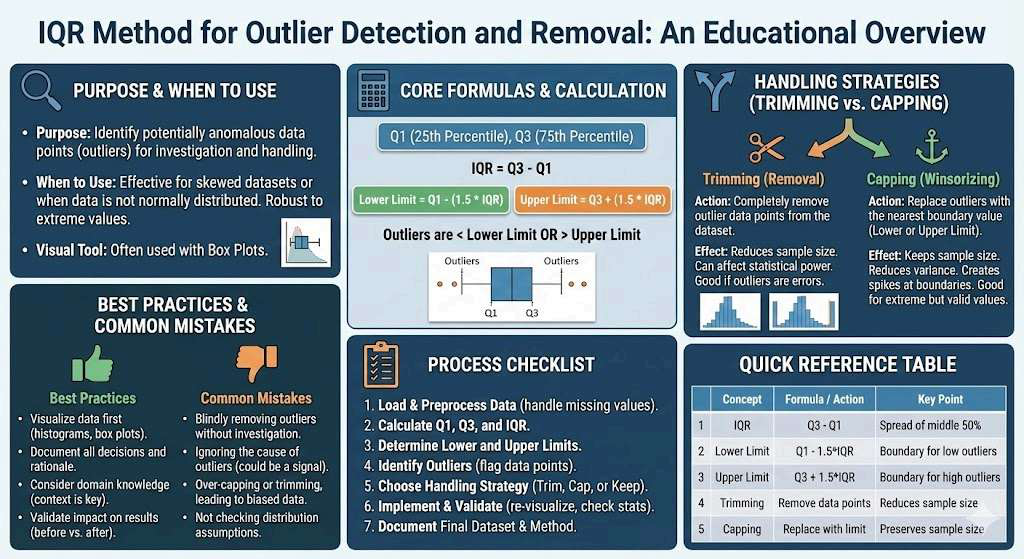 IQR Method for Outlier Detection and Removal: An Educational Overview
PURPOSE & WHEN TO USE
• Purpose: Identify potentially anomalous data
points (outliers) for investigation and handling.
• When to Use: Effective for skewed datasets or
when data is not normally distributed. Robust to
extreme values.
• Visual Tool: Often used with Box Plots.
CORE FORMULAS & CALCULATION
Q1 (25th Percentile), Q3 (75th Percentile)
IQR = Q3 - Q1
Lower Limit = Q1 - (1.5 * IQR)
Upper Limit = Q3 + (1.5 * IQR)
Outliers are < Lower Limit OR > Upper Limit
Outliers
Outliers
Q1
Q3
HANDLING STRATEGIES
(TRIMMING vs. CAPPING)
Trimming (Removal)
Action: Completely remove
outlier data points from the
dataset.
Effect: Reduces sample size.
Can affect statistical power.
Good if outliers are errors.
Capping (Winsorizing)
Action: Replace outliers with
the nearest boundary value
(Lower or Upper Limit).
Effect: Keeps sample size.
Reduces variance. Creates
spikes at boundaries. Good
for extreme but valid values.
BEST PRACTICES &
COMMON MISTAKES
Best Practices
• Visualize data first
(histograms, box plots).
• Document all decisions and
rationale.
• Consider domain knowledge
(context is key).
• Validate impact on results
(before vs. after).
Common Mistakes
• Blindly removing outliers
without investigation.
• Ignoring the cause of
outliers (could be a signal).
• Over-capping or trimming,
leading to biased data.
• Not checking distribution
assumptions.
PROCESS CHECKLIST
1. Load & Preprocess Data (handle missing values).
2. Calculate Q1, Q3, and IQR.
3. Determine Lower and Upper Limits.
4. Identify Outliers (flag data points).
5. Choose Handling Strategy (Trim, Cap, or Keep).
6. Implement & Validate (re-visualize, check stats).
7. Document Final Dataset & Method.
QUICK REFERENCE TABLE
Concept Formula / Action Key Point
1 IQR Q3 - Q1 Spread of middle 50%
2 Lower Limit Q1 - 1.5*IQR Boundary for low outliers
3 Upper Limit Q3 + 1.5*IQR Boundary for high outliers
4 Trimming Remove data points Reduces sample size
5 Capping Replace with limit Preserves sample size